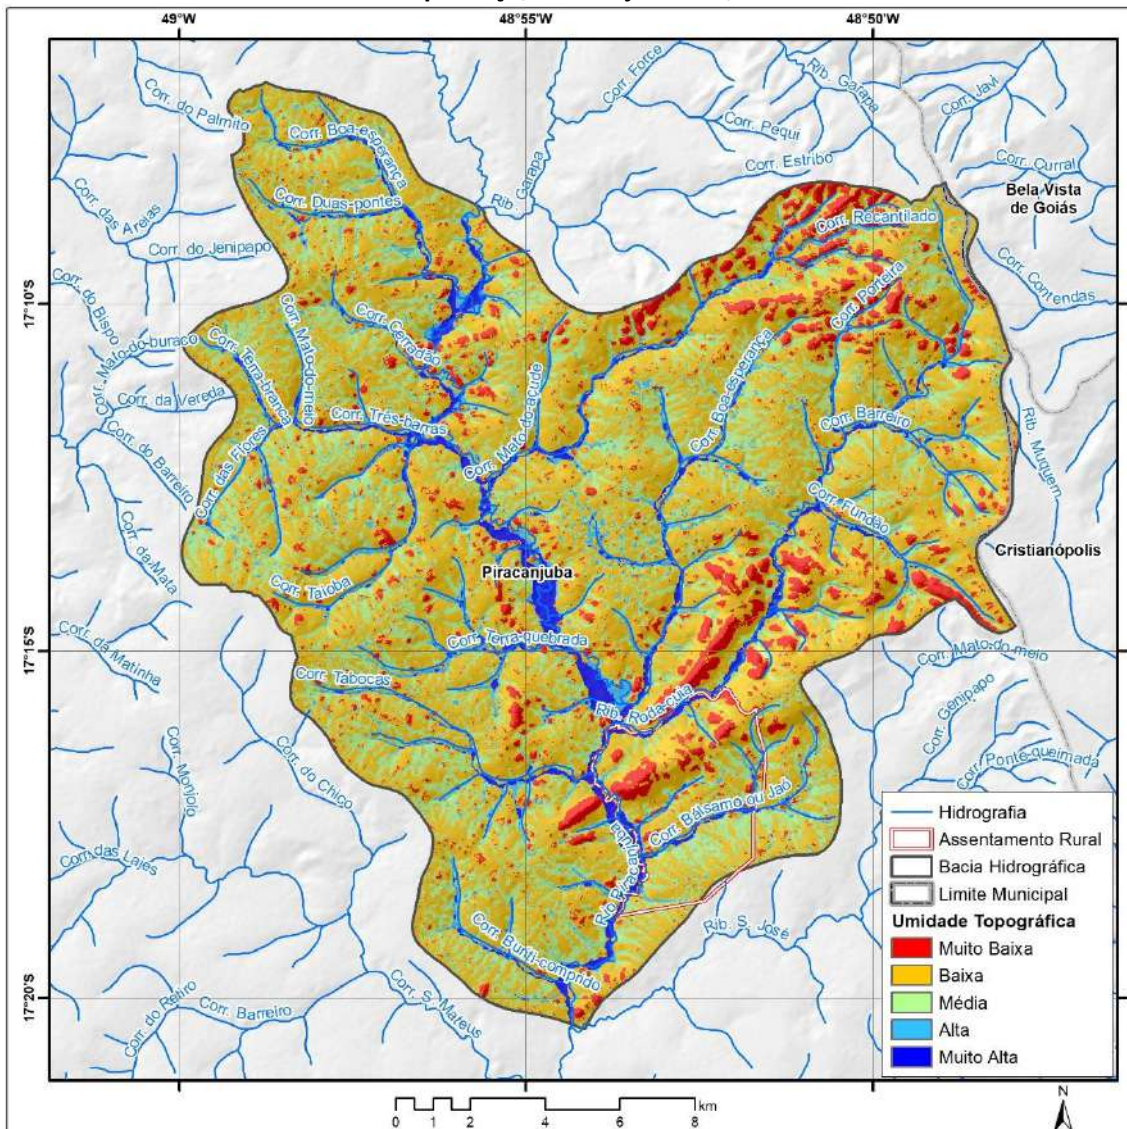 49°W
48°55'W
48°50'W
Corr. Force
Rib. Garapa
Corr. Javi
Corr. do Palmito
Corr. Pequi
Corr. Boa-esperança
Corr. Estribo
Corr. Curral
Bela Vista
de Goiás
Corr. das Areias
Corr. Duas-pontes
Rib. Garapa
Corr. Recantilado
Corr. do Jenipapo
Corr. Contendas
Corr. do Bispo
17°10'S
Corr. Porteira
Corr. Mato-do-buraco
Corr. Terra-branca
Corr. Mato-do-meio
Corr. Cerradão
Corr. Boa-esperança
Corr. da Vereda
Corr. Três-barras
Corr. Mato-do-açude
Corr. Barreiro
Rib. Muquem
Corr. do Barreiro
Corr. das Flores
Corr. Fundão
Corr. da Mata
Cristianópolis
Piracanjuba
Corr. Taioba
17°15'S
Corr. da Matinha
Corr. Terra-quebrada
Corr. Mato-do-meio
Corr. Tabocas
Rib. Roda-cuia
Corr. Genipapo
Corr. Monjolo
Corr. do Chico
Corr. Ponte-queimada
Corr. Bálsamo ou Jaó
Corr. das Lajes
Rio Piracanjuba
Rib. S. José
Corr. Buriti-comprido
17°20'S
Corr. do Retiro
Corr. Barreiro
Corr. S. Mateus
Hidrografia
Assentamento Rural
Bacia Hidrográfica
Limite Municipal
Umidade Topográfica
Muito Baixa
Baixa
Média
Alta
Muito Alta
km
0 1 2 4 6 8
N